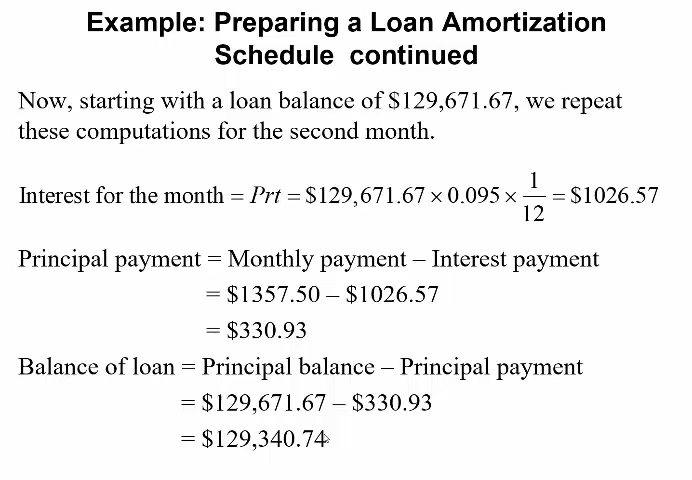 Example: Preparing a Loan Amortization
Schedule continued
Now, starting with a loan balance of $129,671.67, we repeat
these computations for the second month.
Interest for the month = Prt = $129,671.67 × 0.095 × 1/12 = $1026.57
Principal payment = Monthly payment – Interest payment
= $1357.50 – $1026.57
= $330.93
Balance of loan = Principal balance – Principal payment
= $129,671.67 – $330.93
= $129,340.74